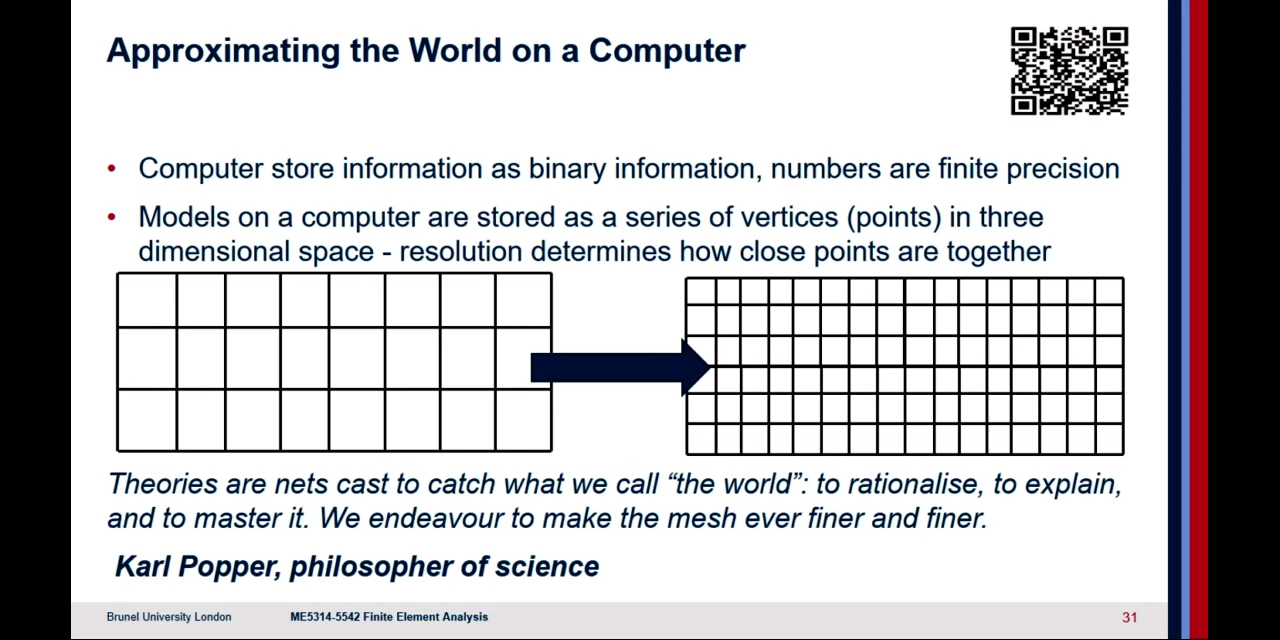 Approximating the World on a Computer
• Computer store information as binary information, numbers are finite precision
• Models on a computer are stored as a series of vertices (points) in three
dimensional space - resolution determines how close points are together
Theories are nets cast to catch what we call “the world”: to rationalise, to explain,
and to master it. We endeavour to make the mesh ever finer and finer.
Karl Popper, philosopher of science
Brunel University London
ME5314-5542 Finite Element Analysis
31